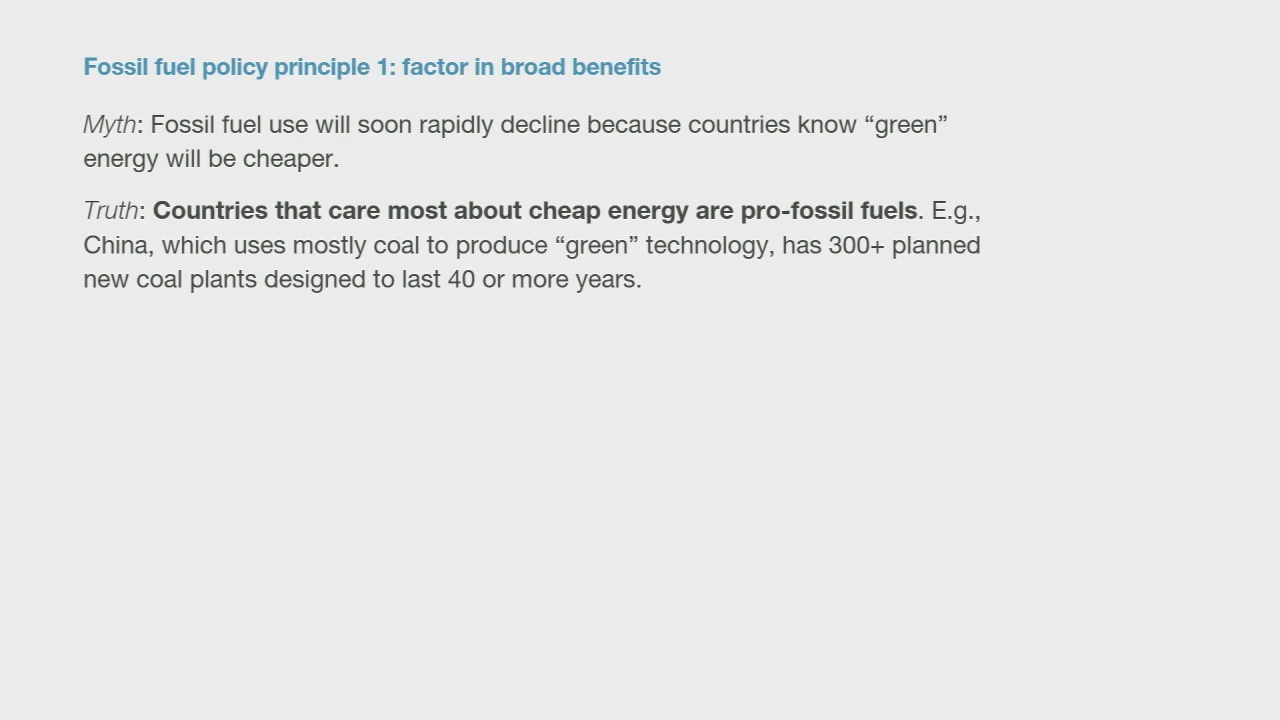 Fossil fuel policy principle 1: factor in broad benefits
Myth: Fossil fuel use will soon rapidly decline because countries know “green”
energy will be cheaper.
Truth: Countries that care most about cheap energy are pro-fossil fuels. E.g.,
China, which uses mostly coal to produce “green” technology, has 300+ planned
new coal plants designed to last 40 or more years.